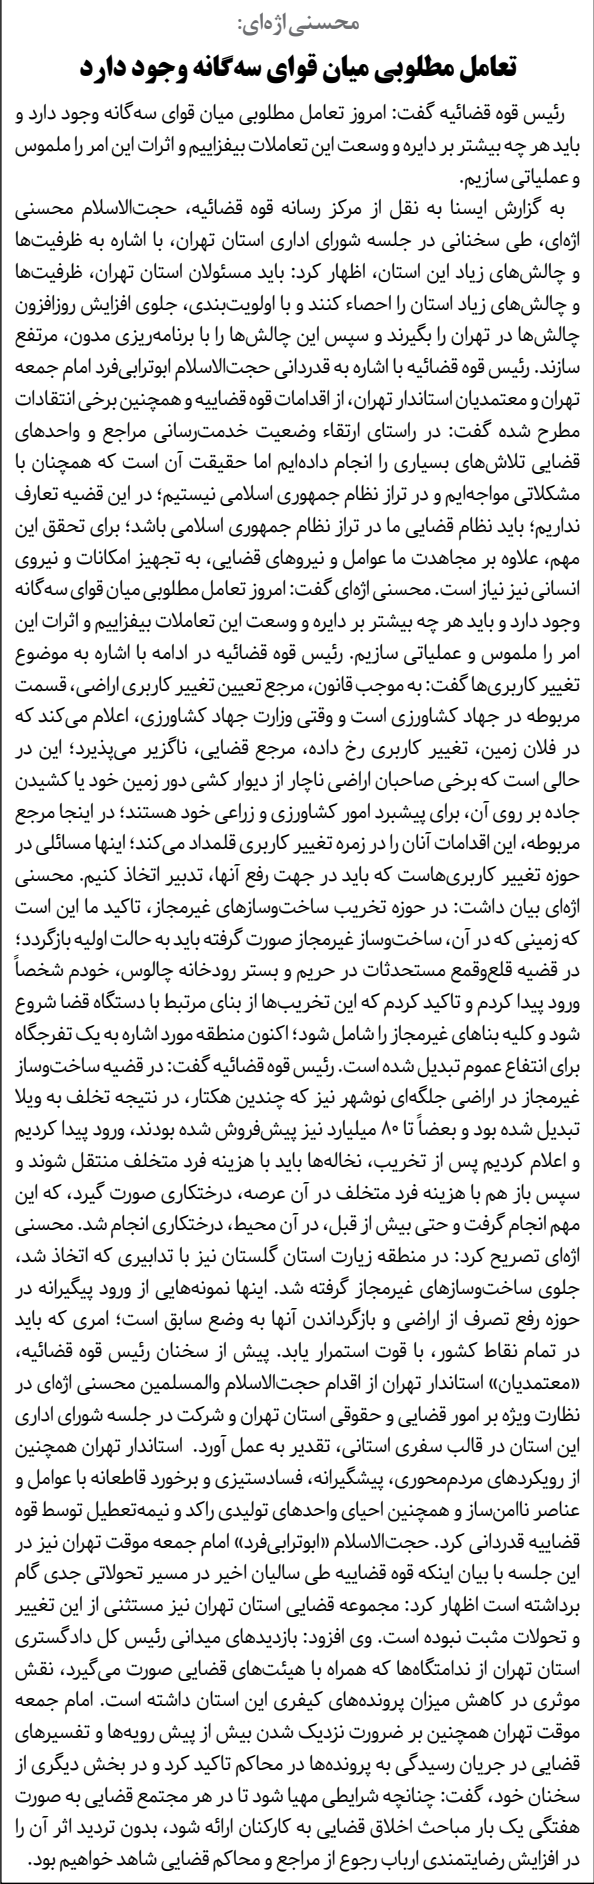 محسنی اژه‌ای:
تعامل مطلوبی میان قوای سه‌گانه وجود دارد
رئیس قوه قضائیه گفت: امروز تعامل مطلوبی میان قوای سه‌گانه وجود دارد و
باید هر چه بیشتر بر دایره و وسعت این تعاملات بیفزاییم و اثرات این امر را ملموس
و عملیاتی سازیم.
به گزارش ایسنا به نقل از مرکز رسانه قوه قضائیه، حجت‌الاسلام محسنی
اژه‌ای، طی سخنانی در جلسه شورای اداری استان تهران، با اشاره به ظرفیت‌ها
و چالش‌های زیاد این استان، اظهار کرد: باید مسئولان استان تهران، ظرفیت‌ها
و چالش‌های زیاد استان را احصاء کنند و با اولویت‌بندی، جلوی افزایش روزافزون
چالش‌ها در تهران را بگیرند و سپس این چالش‌ها را با برنامه‌ریزی مدون، مرتفع
سازند. رئیس قوه قضائیه با اشاره به قدردانی حجت‌الاسلام ابوترابی‌فرد امام جمعه
تهران و معتمدیان استاندار تهران، از اقدامات قوه قضاییه و همچنین برخی انتقادات
مطرح شده گفت: در راستای ارتقاء وضعیت خدمت‌رسانی مراجع و واحدهای
قضایی تلاش‌های بسیاری را انجام داده‌ایم اما حقیقت آن است که همچنان با
مشکلاتی مواجه‌ایم و در تراز نظام جمهوری اسلامی نیستیم؛ در این قضیه تعارف
نداریم؛ باید نظام قضایی ما در تراز نظام جمهوری اسلامی باشد؛ برای تحقق این
مهم، علاوه بر مجاهدت ما عوامل و نیروهای قضایی، به تجهیز امکانات و نیروی
انسانی نیز نیاز است. محسنی اژه‌ای گفت: امروز تعامل مطلوبی میان قوای سه‌گانه
وجود دارد و باید هر چه بیشتر بر دایره و وسعت این تعاملات بیفزاییم و اثرات این
امر را ملموس و عملیاتی سازیم. رئیس قوه قضائیه در ادامه با اشاره به موضوع
تغییر کاربری‌ها گفت: به موجب قانون، مرجع تعیین تغییر کاربری اراضی، قسمت
مربوطه در جهاد کشاورزی است و وقتی وزارت جهاد کشاورزی، اعلام می‌کند که
در فلان زمین، تغییر کاربری رخ داده، مرجع قضایی، ناگزیر می‌پذیرد؛ این در
حالی است که برخی صاحبان اراضی ناچار از دیوار کشی دور زمین خود یا کشیدن
جاده بر روی آن، برای پیشبرد امور کشاورزی و زراعی خود هستند؛ در اینجا مرجع
مربوطه، این اقدامات آنان را در زمره تغییر کاربری قلمداد می‌کند؛ اینها مسائلی در
حوزه تغییر کاربری‌هاست که باید در جهت رفع آنها، تدبیر اتخاذ کنیم. محسنی
اژه‌ای بیان داشت: در حوزه تخریب ساخت‌وسازهای غیرمجاز، تاکید ما این است
که زمینی که در آن، ساخت‌وساز غیرمجاز صورت گرفته باید به حالت اولیه بازگردد؛
در قضیه قلع‌وقمع مستحدثات در حریم و بستر رودخانه چالوس، خودم شخصاً
ورود پیدا کردم و تاکید کردم که این تخریب‌ها از بنای مرتبط با دستگاه قضا شروع
شود و کلیه بناهای غیرمجاز را شامل شود؛ اکنون منطقه مورد اشاره به یک تفرجگاه
برای انتفاع عموم تبدیل شده است. رئیس قوه قضائیه گفت: در قضیه ساخت‌وساز
غیرمجاز در اراضی جلگه‌ای نوشهر نیز که چندین هکتار، در نتیجه تخلف به ویلا
تبدیل شده بود و بعضاً تا ۸۰ میلیارد نیز پیش‌فروش شده بودند، ورود پیدا کردیم
و اعلام کردیم پس از تخریب، نخاله‌ها باید با هزینه فرد متخلف منتقل شوند و
سپس باز هم با هزینه فرد متخلف در آن عرصه، درختکاری صورت گیرد، که این
مهم انجام گرفت و حتی بیش از قبل، در آن محیط، درختکاری انجام شد. محسنی
اژه‌ای تصریح کرد: در منطقه زیارت استان گلستان نیز با تدابیری که اتخاذ شد،
جلوی ساخت‌وسازهای غیرمجاز گرفته شد. اینها نمونه‌هایی از ورود پیگیرانه در
حوزه رفع تصرف از اراضی و بازگرداندن آنها به وضع سابق است؛ امری که باید
در تمام نقاط کشور، با قوت استمرار یابد. پیش از سخنان رئیس قوه قضائیه،
«معتمدیان» استاندار تهران از اقدام حجت‌الاسلام والمسلمین محسنی اژه‌ای در
نظارت ویژه بر امور قضایی و حقوقی استان تهران و شرکت در جلسه شورای اداری
این استان در قالب سفری استانی، تقدیر به عمل آورد. استاندار تهران همچنین
از رویکردهای مردم‌محوری، پیشگیرانه، فسادستیزی و برخورد قاطعانه با عوامل و
عناصر ناامن‌ساز و همچنین احیای واحدهای تولیدی راکد و نیمه‌تعطیل توسط قوه
قضاییه قدردانی کرد. حجت‌الاسلام «ابوترابی‌فرد» امام جمعه موقت تهران نیز در
این جلسه با بیان اینکه قوه قضاییه طی سالیان اخیر در مسیر تحولاتی جدی گام
برداشته است اظهار کرد: مجموعه قضایی استان تهران نیز مستثنی از این تغییر
و تحولات مثبت نبوده است. وی افزود: بازدیدهای میدانی رئیس کل دادگستری
استان تهران از ندامتگاه‌ها که همراه با هیئت‌های قضایی صورت می‌گیرد، نقش
موثری در کاهش میزان پرونده‌های کیفری این استان داشته است. امام جمعه
موقت تهران همچنین بر ضرورت نزدیک شدن بیش از پیش رویه‌ها و تفسیرهای
قضایی در جریان رسیدگی به پرونده‌ها در محاکم تاکید کرد و در بخش دیگری از
سخنان خود، گفت: چنانچه شرایطی مهیا شود تا در هر مجتمع قضایی به صورت
هفتگی یک بار مباحث اخلاق قضایی به کارکنان ارائه شود، بدون تردید اثر آن را
در افزایش رضایتمندی ارباب رجوع از مراجع و محاکم قضایی شاهد خواهیم بود.